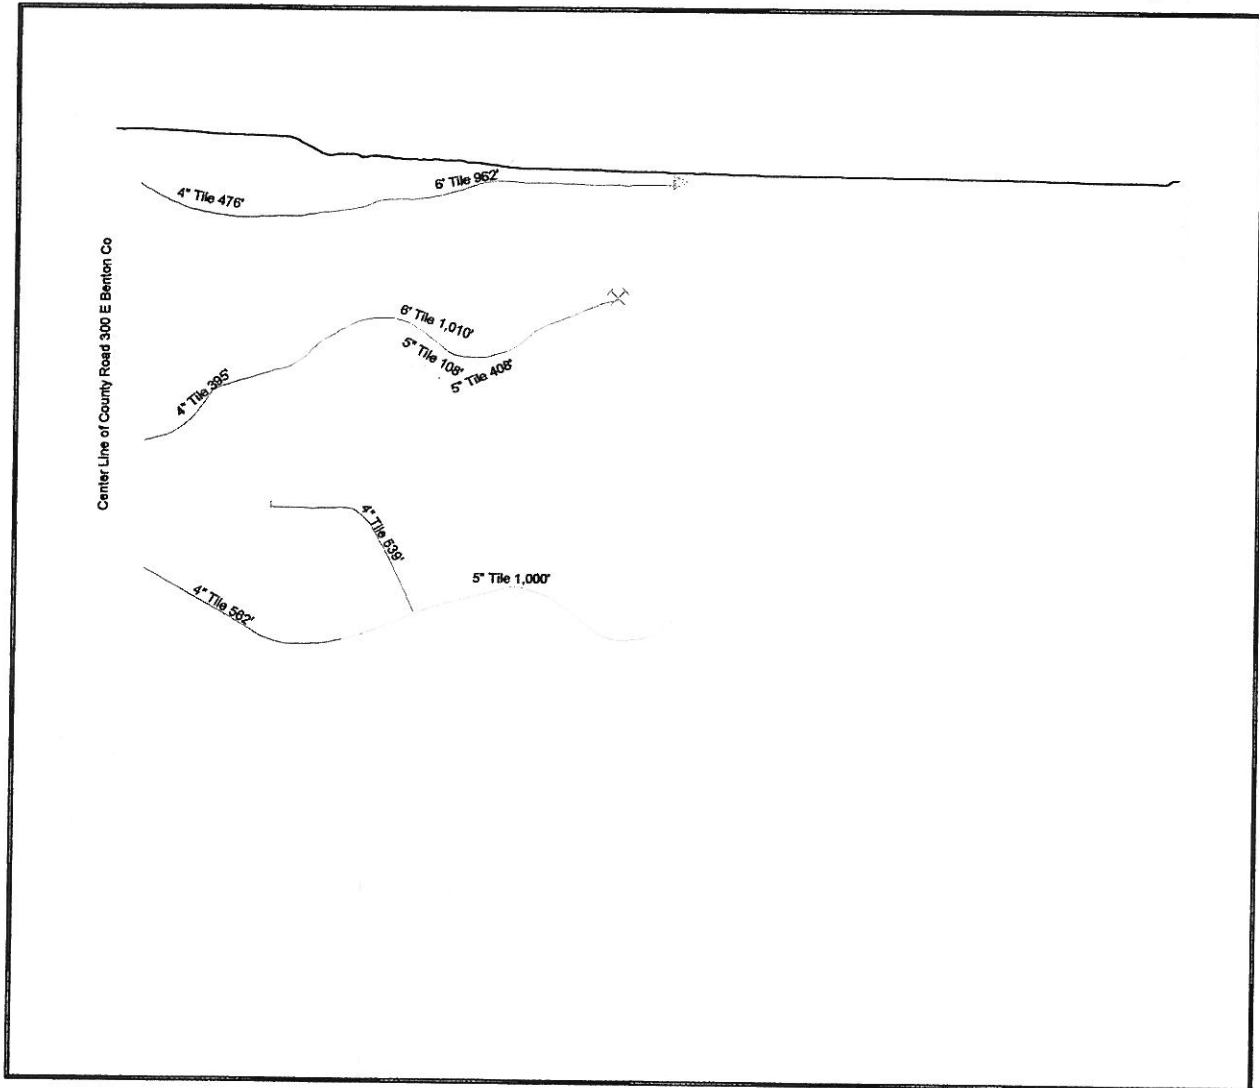 4" Tile 476'
6" Tile 962'
Center Line of County Road 300 E Benton Co
6" Tile 1,010'
5" Tile 108'
5" Tile 408'
4" Tile 395'
4" Tile 539'
5" Tile 1,000'
4" Tile 562'